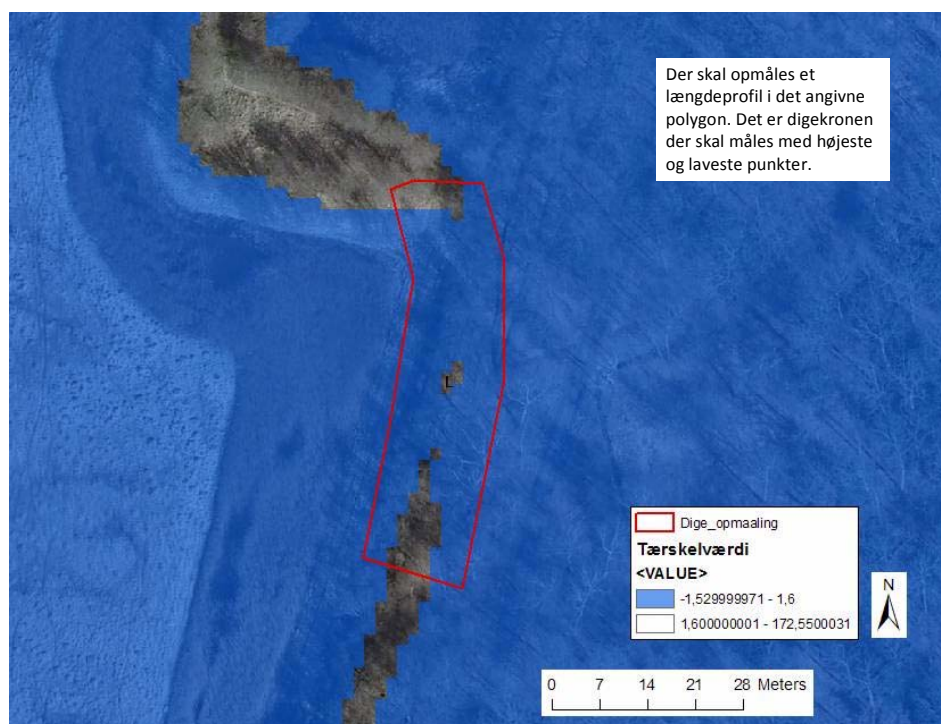 Der skal opmåles et
længdeprofil i det angivne
polygon. Det er digekronen
der skal måles med højeste
og laveste punkter.
L
Dige_opmaaling
Tærskelværdi
<VALUE>
-1,529999971 - 1,6
1,600000001 - 172,5500031
N
0 7 14 21 28 Meters